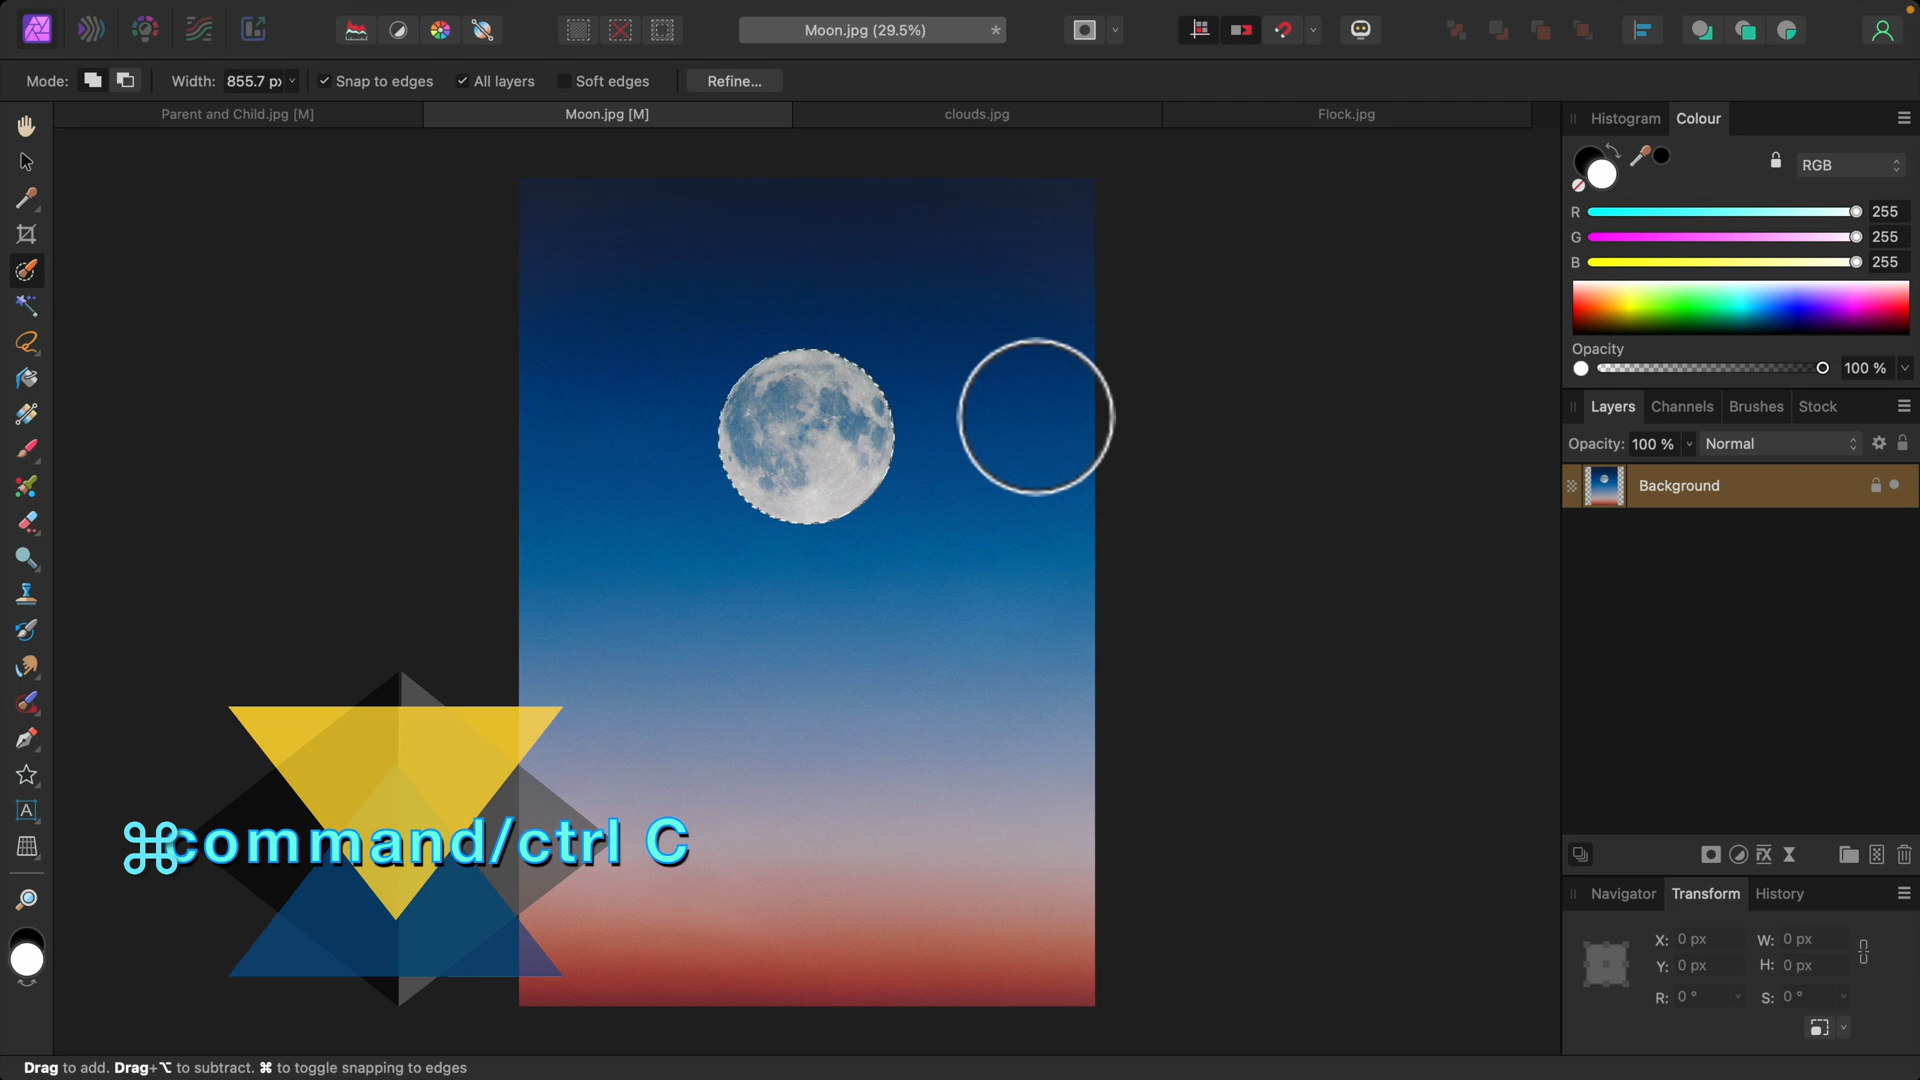 Moon.jpg (29.5%) *
Mode: Width: 855.7 px Snap to edges All layers Soft edges Refine...
Parent and Child.jpg [M] Moon.jpg [M] clouds.jpg Flock.jpg
Histogram Colour
RGB
R 255
G 255
B 255
Opacity
100 %
Layers Channels Brushes Stock
Opacity: 100 % Normal
Background
⌘command/ctrl C
A
FX
Navigator Transform History
X: 0 px W: 0 px
Y: 0 px H: 0 px
R: 0 ° S: 0 °
Drag to add. Drag+⌥ to subtract. ⌘ to toggle snapping to edges